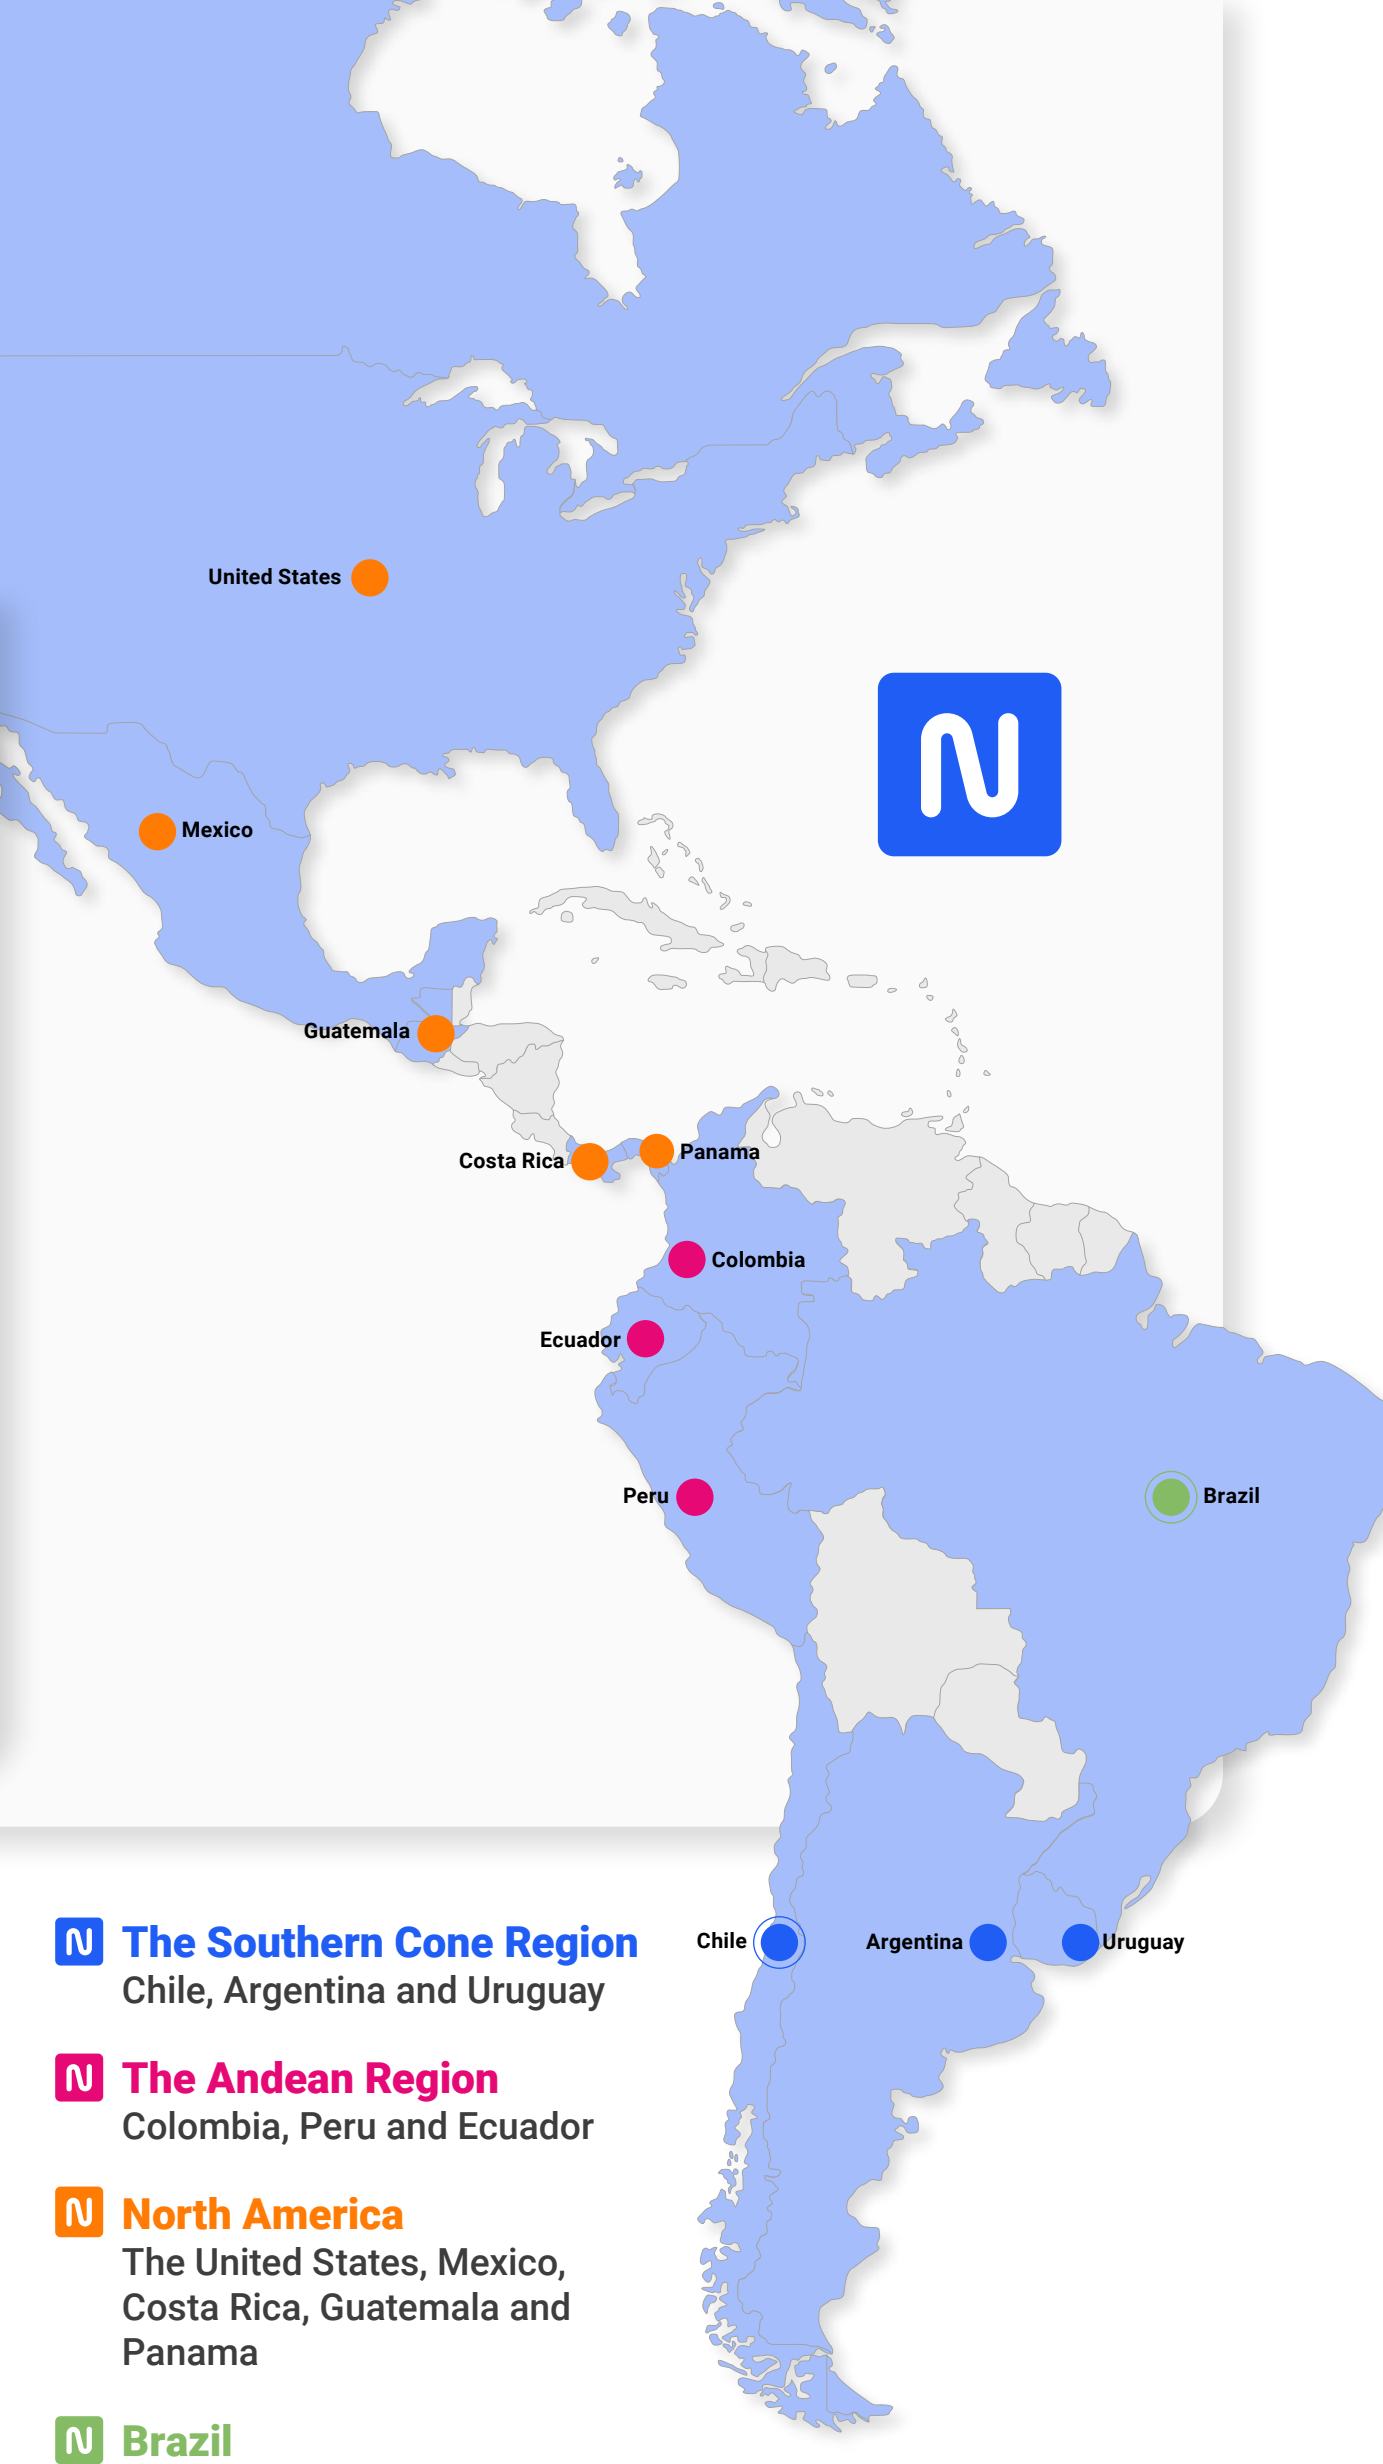 United States
N
Mexico
Guatemala
Costa Rica
Panama
Colombia
Ecuador
Peru
Brazil
Chile
Argentina
Uruguay
N The Southern Cone Region
Chile, Argentina and Uruguay
N The Andean Region
Colombia, Peru and Ecuador
N North America
The United States, Mexico,
Costa Rica, Guatemala and
Panama
N Brazil